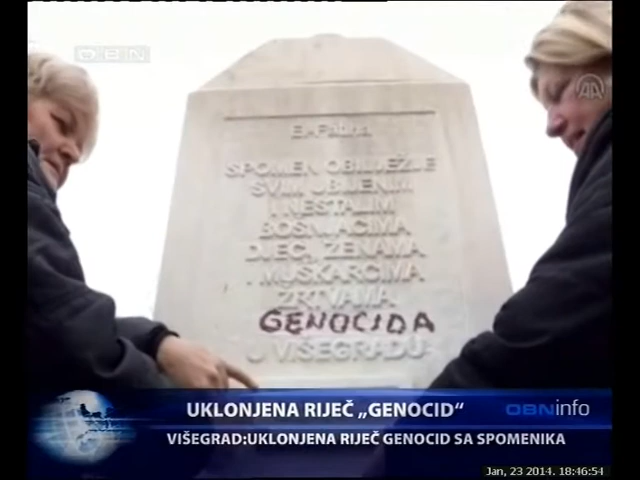 OBN
AA
El-Fatiha
SPOMEN OBILJEŽJE
SVIM UBIJENIM
I NESTALIM
BOŠNJACIMA
DJECI, ŽENAMA
I MUŠKARCIMA
ŽRTVAMA
GENOCIDA
U VIŠEGRADU
UKLONJENA RIJEČ „GENOCID“
OBNinfo
VIŠEGRAD:UKLONJENA RIJEČ GENOCID SA SPOMENIKA
Jan, 23 2014. 18:46:54